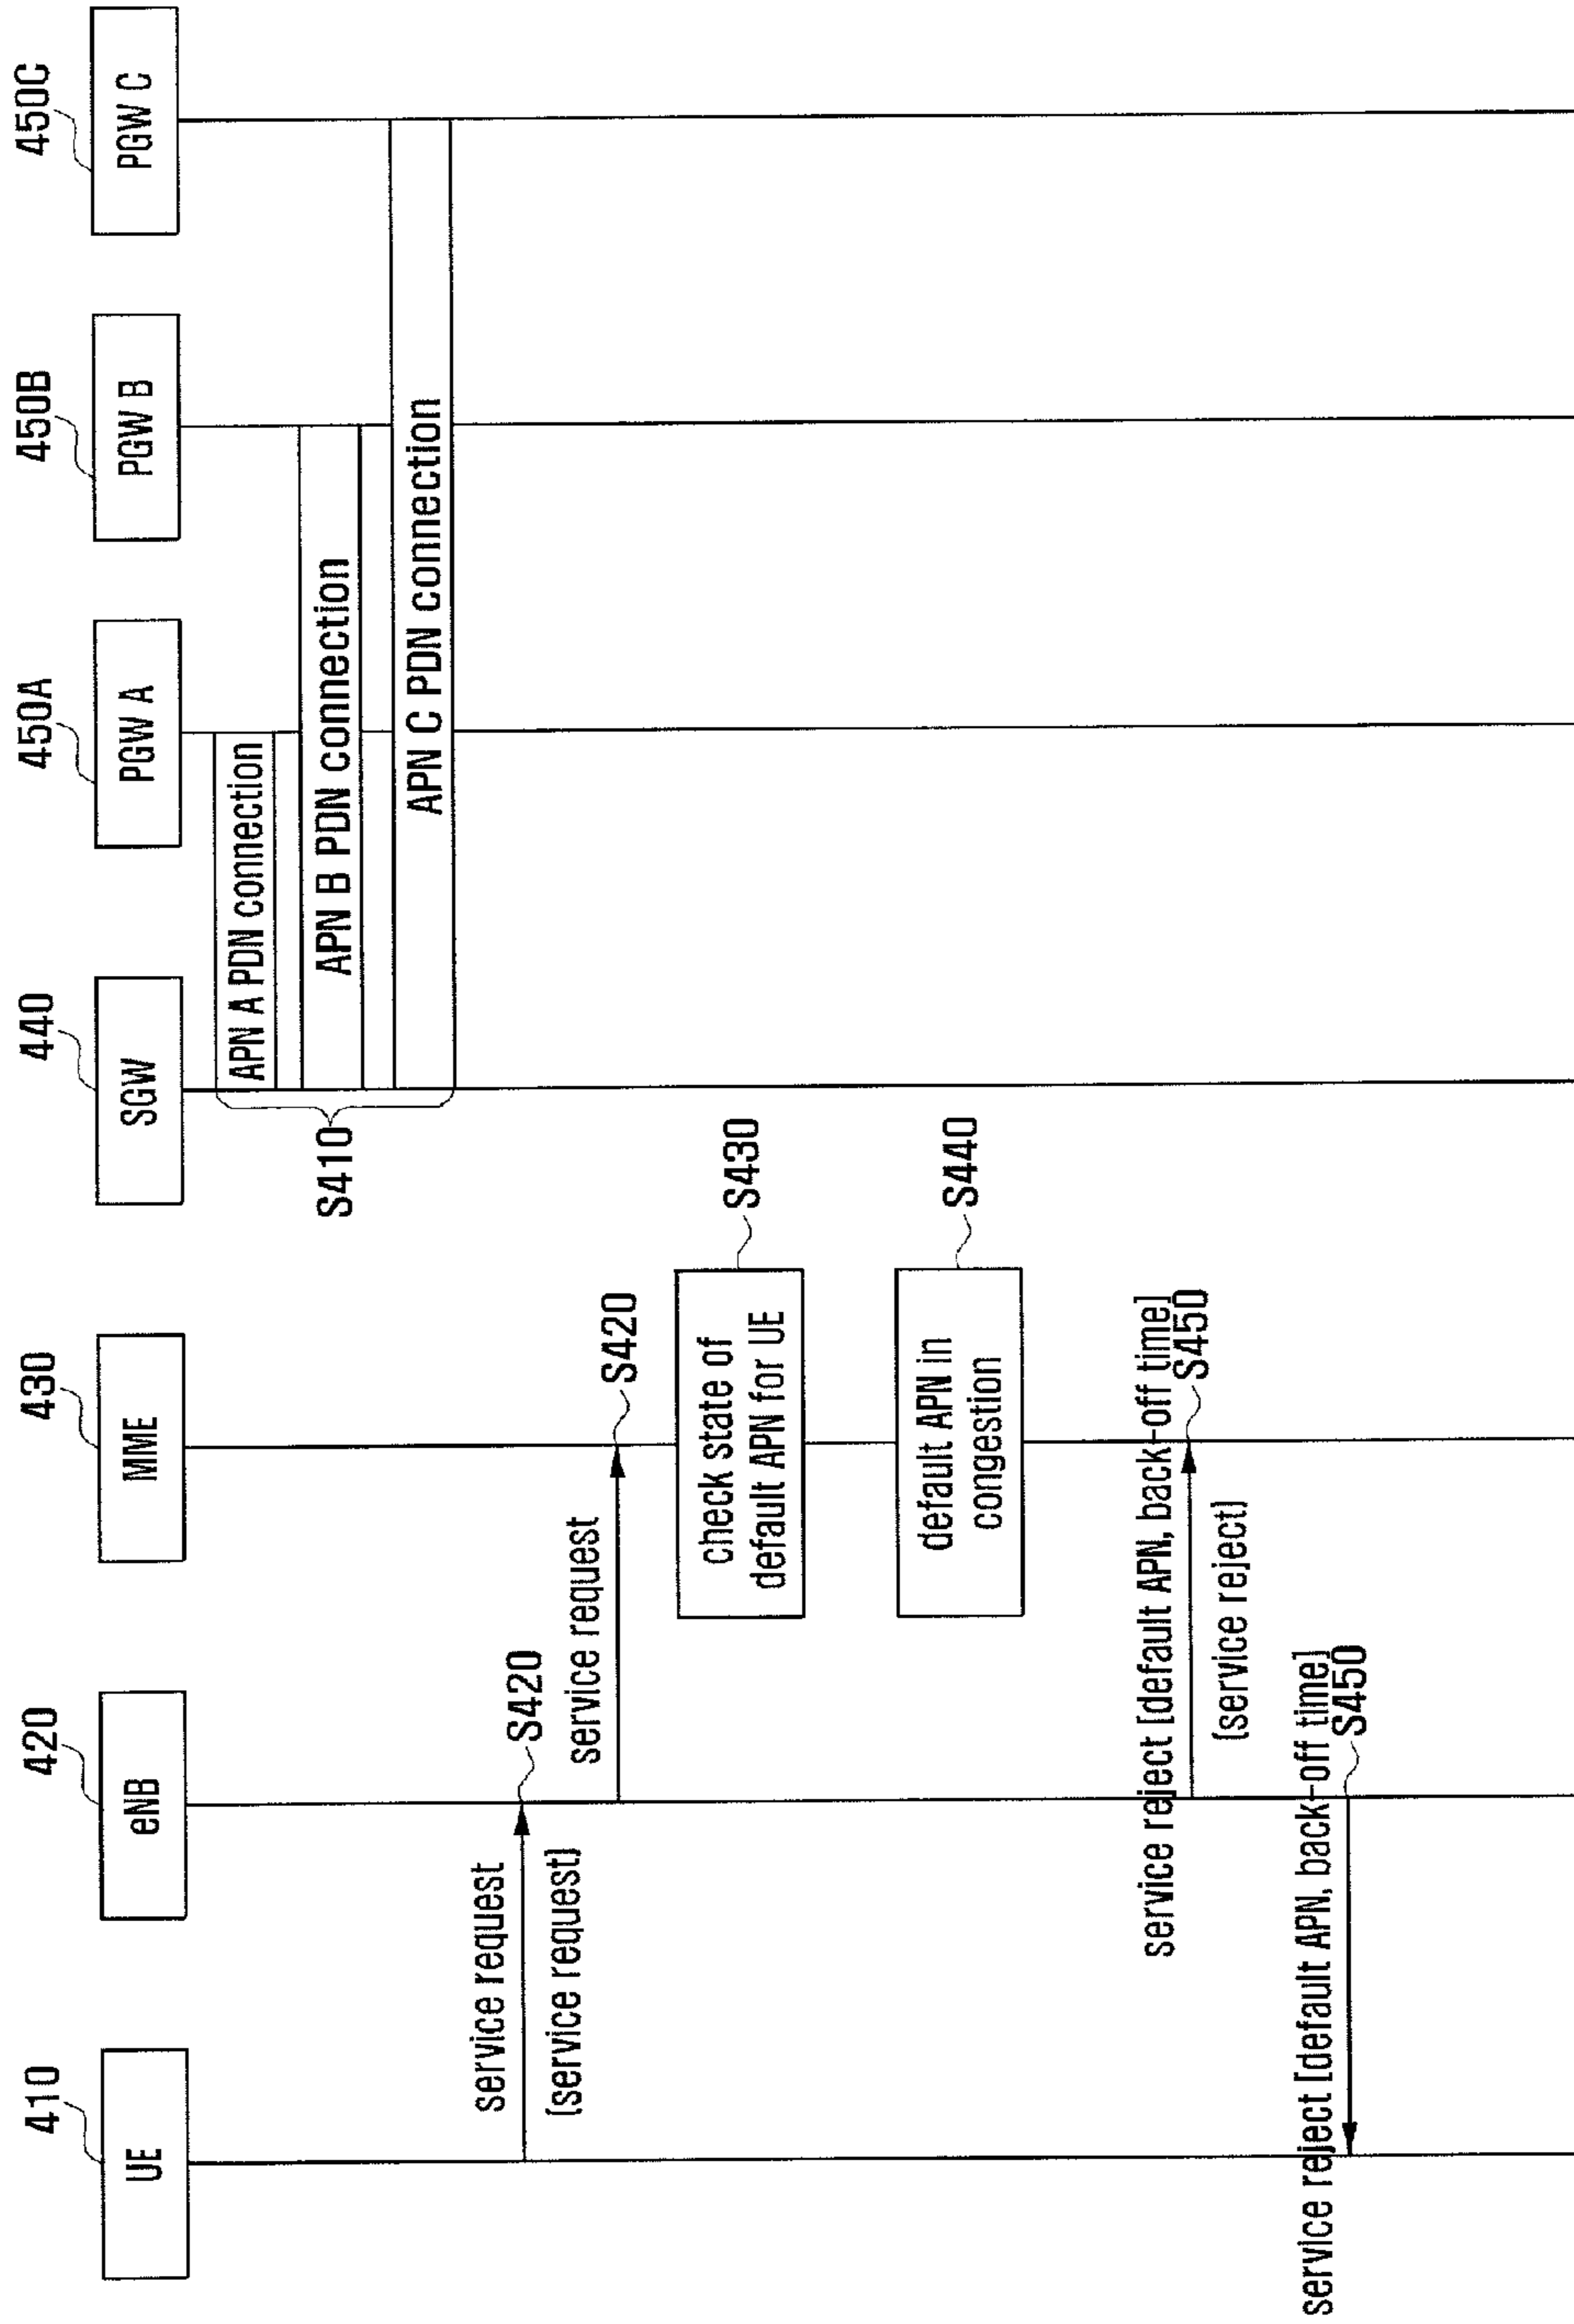 410
420
430
440
450A
450B
450C
UE
eNB
MME
SGW
PGW A
PGW B
PGW C
APN A PDN connection
APN B PDN connection
APN C PDN connection
S410
service request
(service request)
S420
service request
S420
check state of
default APN for UE
S430
default APN in
congestion
S440
service reject [default APN, back-off time]
S450
(service reject)
service reject [default APN, back-off time]
S450